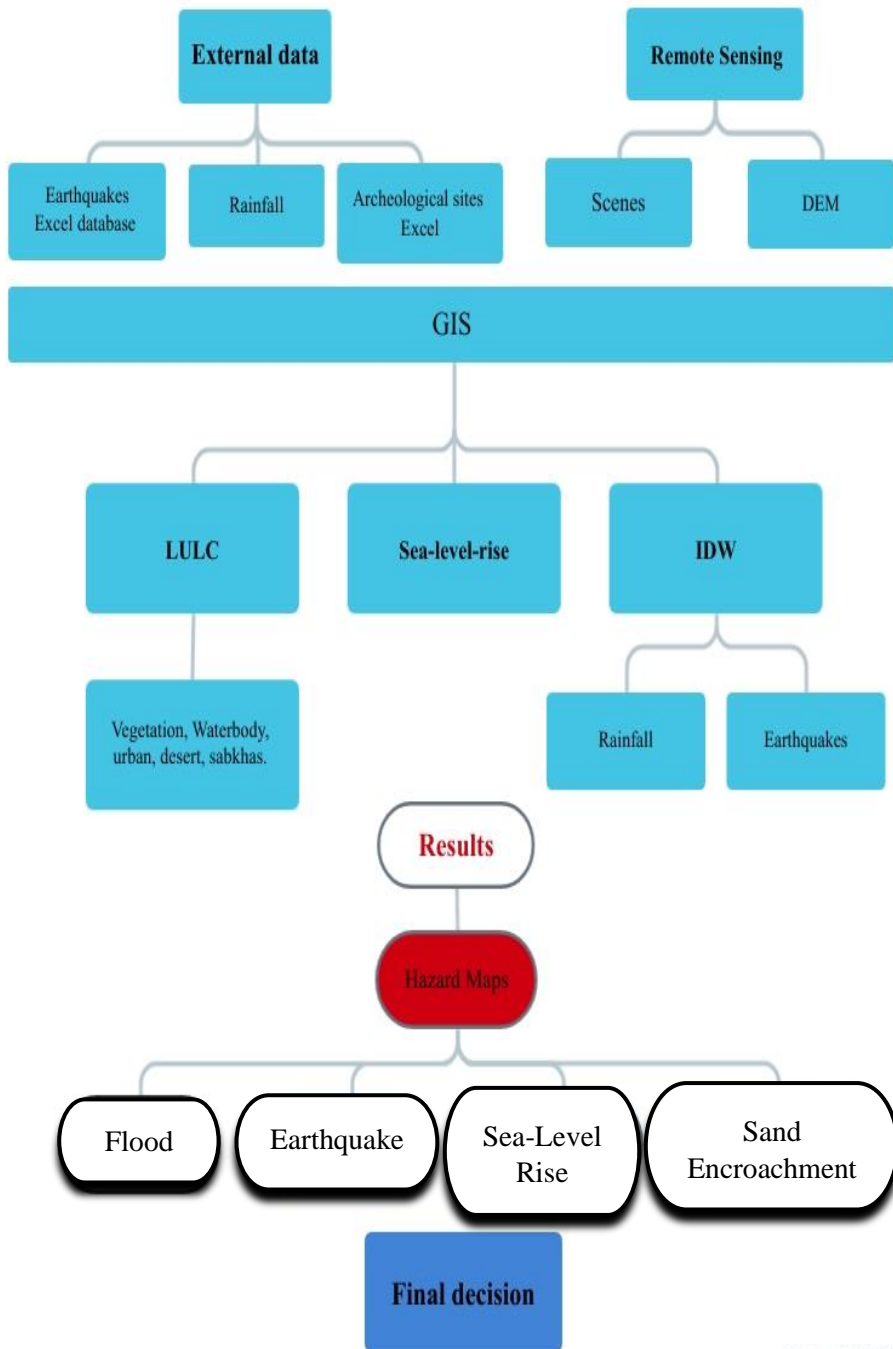 External data
Remote Sensing
Earthquakes
Excel database
Rainfall
Archeological sites
Excel
Scenes
DEM
GIS
LULC
Sea-level-rise
IDW
Vegetation, Waterbody,
urban, desert, sabkhas.
Rainfall
Earthquakes
Results
Hazard Maps
Flood
Earthquake
Sea-Level
Rise
Sand
Encroachment
Final decision